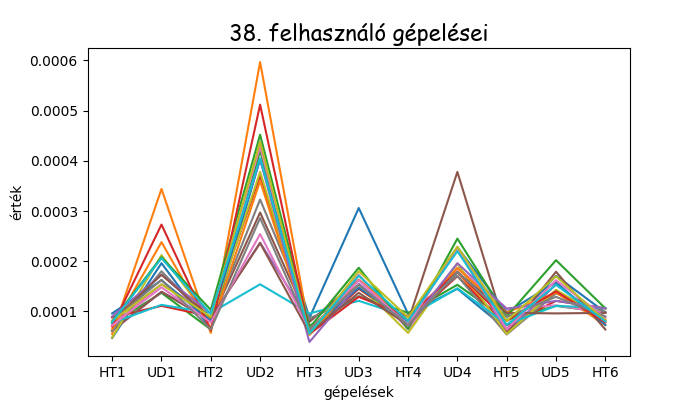 38. felhasználó gépelései
érték
0.0006
0.0005
0.0004
0.0003
0.0002
0.0001
HT1 UD1 HT2 UD2 HT3 UD3 HT4 UD4 HT5 UD5 HT6
gépelések